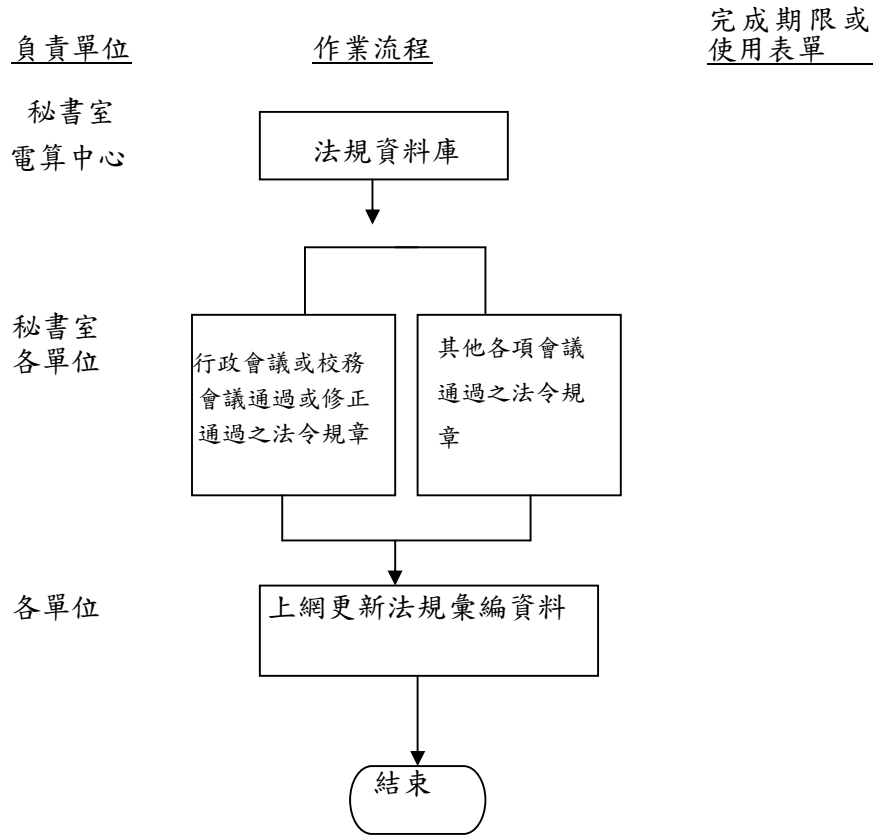 負責單位
作業流程
完成期限或
使用表單
秘書室
電算中心
法規資料庫
秘書室
各單位
行政會議或校務
會議通過或修正
通過之法令規章
其他各項會議
通過之法令規
章
各單位
上網更新法規彙編資料
結束